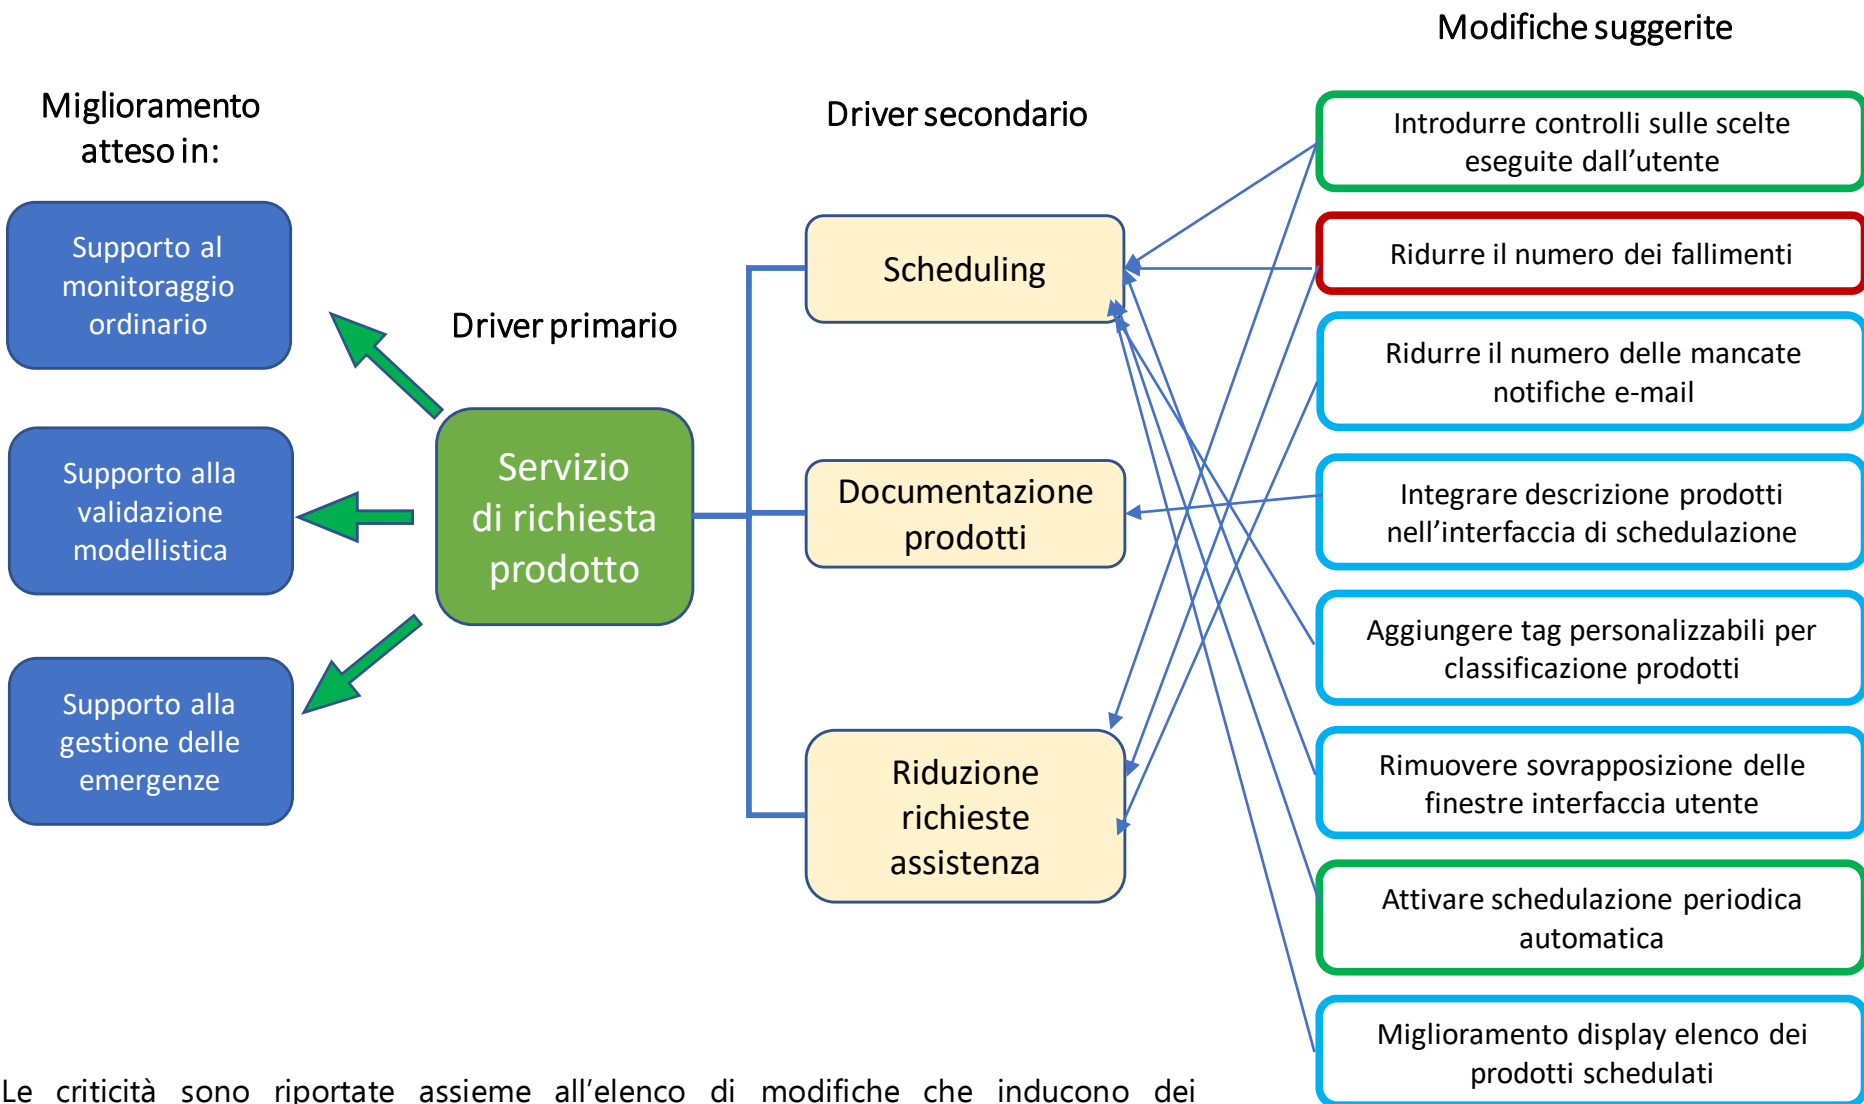 Modifiche suggerite
Miglioramento
atteso in:
Driver secondario
Driver primario
Supporto al
monitoraggio
ordinario
Supporto alla
validazione
modellistica
Supporto alla
gestione delle
emergenze
Servizio
di richiesta
prodotto
Scheduling
Documentazione
prodotti
Riduzione
richieste
assistenza
Introdurre controlli sulle scelte
eseguite dall’utente
Ridurre il numero dei fallimenti
Ridurre il numero delle mancate
notifiche e-mail
Integrare descrizione prodotti
nell’interfaccia di schedulazione
Aggiungere tag personalizzabili per
classificazione prodotti
Rimuovere sovrapposizione delle
finestre interfaccia utente
Attivare schedulazione periodica
automatica
Miglioramento display elenco dei
prodotti schedulati
Le criticità sono riportate assieme all’elenco di modifiche che inducono dei